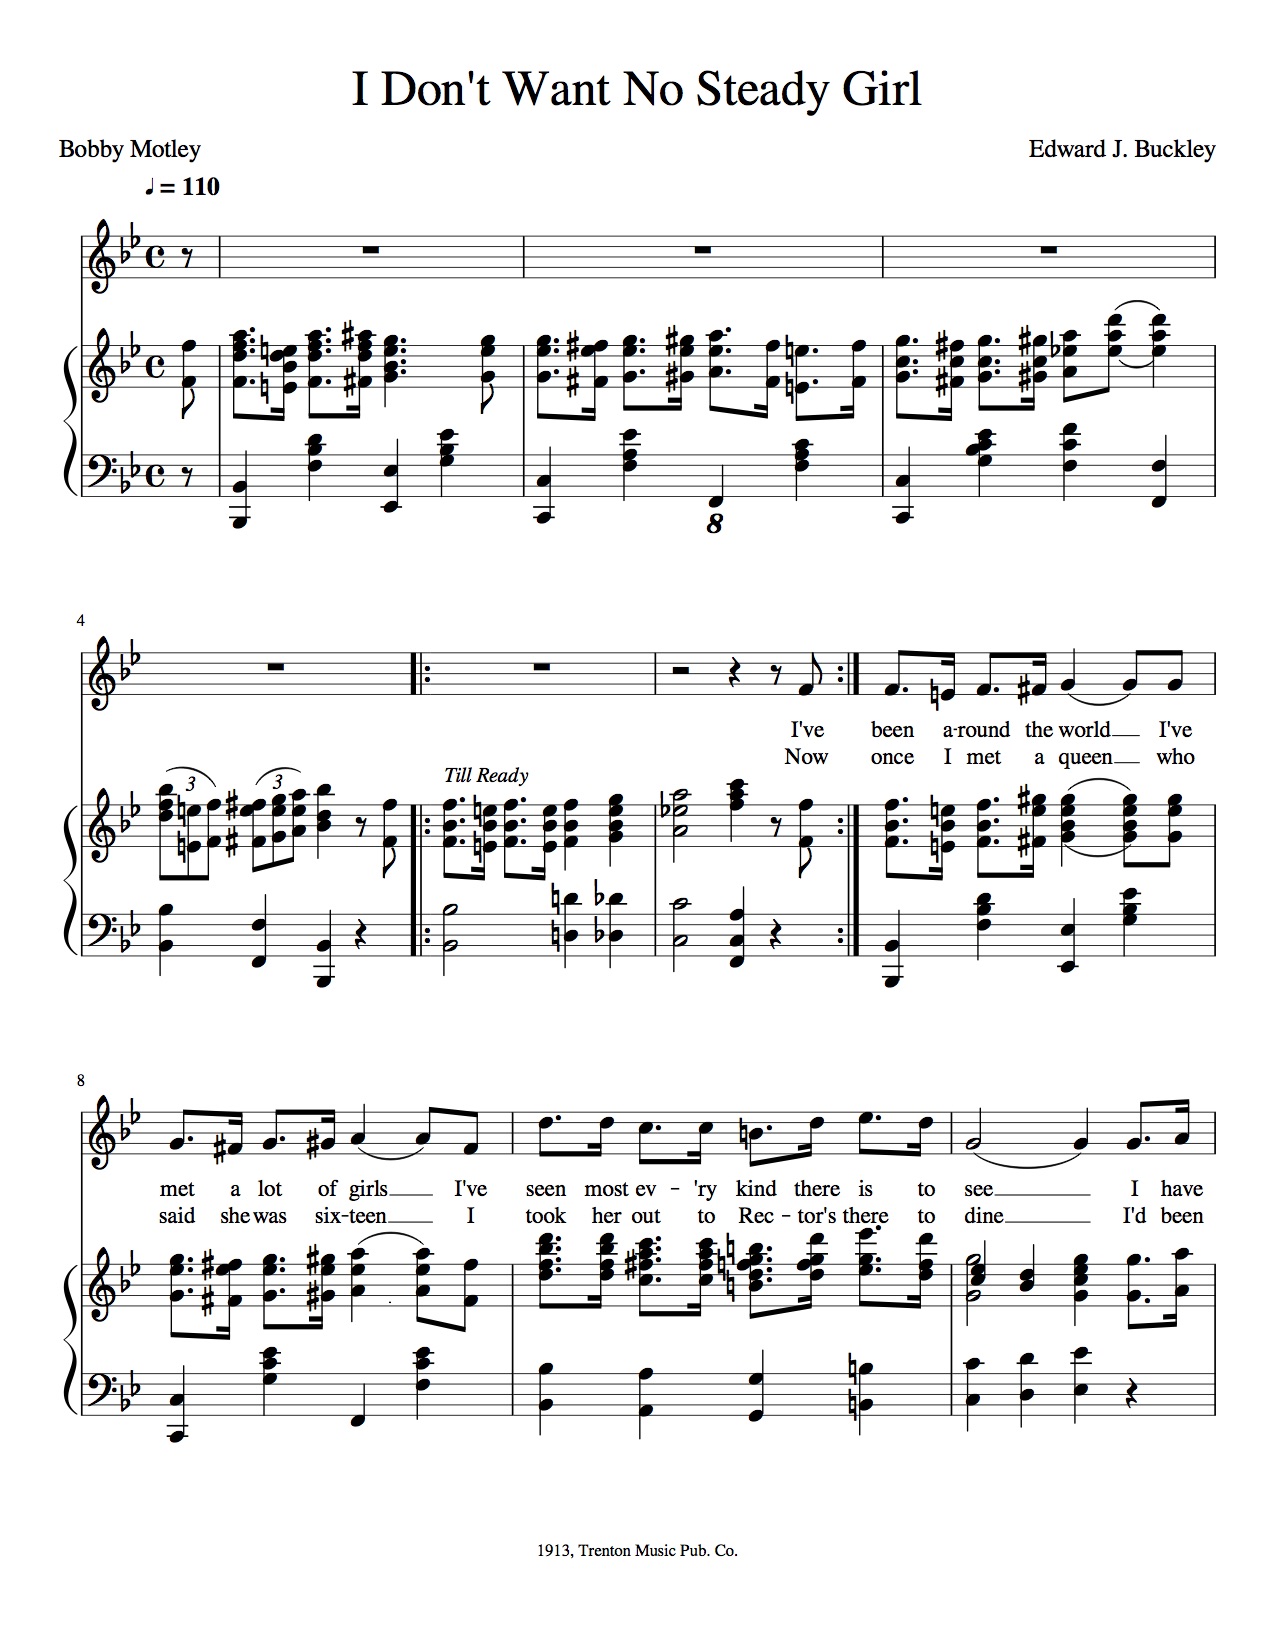 I Don't Want No Steady Girl
Bobby Motley
Edward J. Buckley
♩ = 110
8
4
I've been a-round the world I've
Now once I met a queen who
3 3
Till Ready
8
met a lot of girls I've seen most ev - 'ry kind there is to see I have
said she was six-teen I took her out to Rec - tor's there to dine I'd been
1913, Trenton Music Pub. Co.